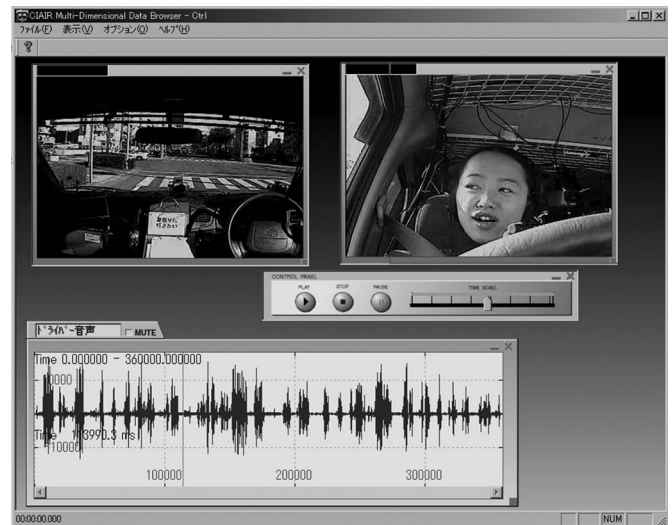 CIAIR Multi-Dimensional Data Browser - Ctrl
ﾌｧｲﾙ(F) 表示(V) オプション(O) ﾍﾙﾌﾟ(H)
CONTROL PANEL
PLAY STOP PAUSE
ﾄﾞﾗｲﾊﾞｰ音声 MUTE
Time 0.000000 - 360000.000000
10000
Time 113990.3 ms
-10000
100000 200000 300000
00:00:00.000 NUM